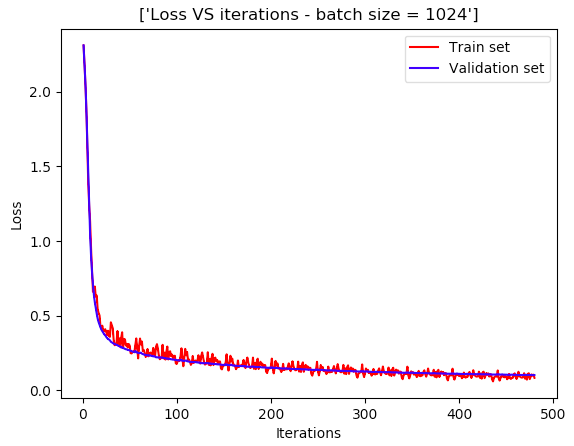 ['Loss VS iterations - batch size = 1024']
Train set
Validation set
2.0
1.5
1.0
0.5
0.0
Loss
0
100
200
300
400
500
Iterations